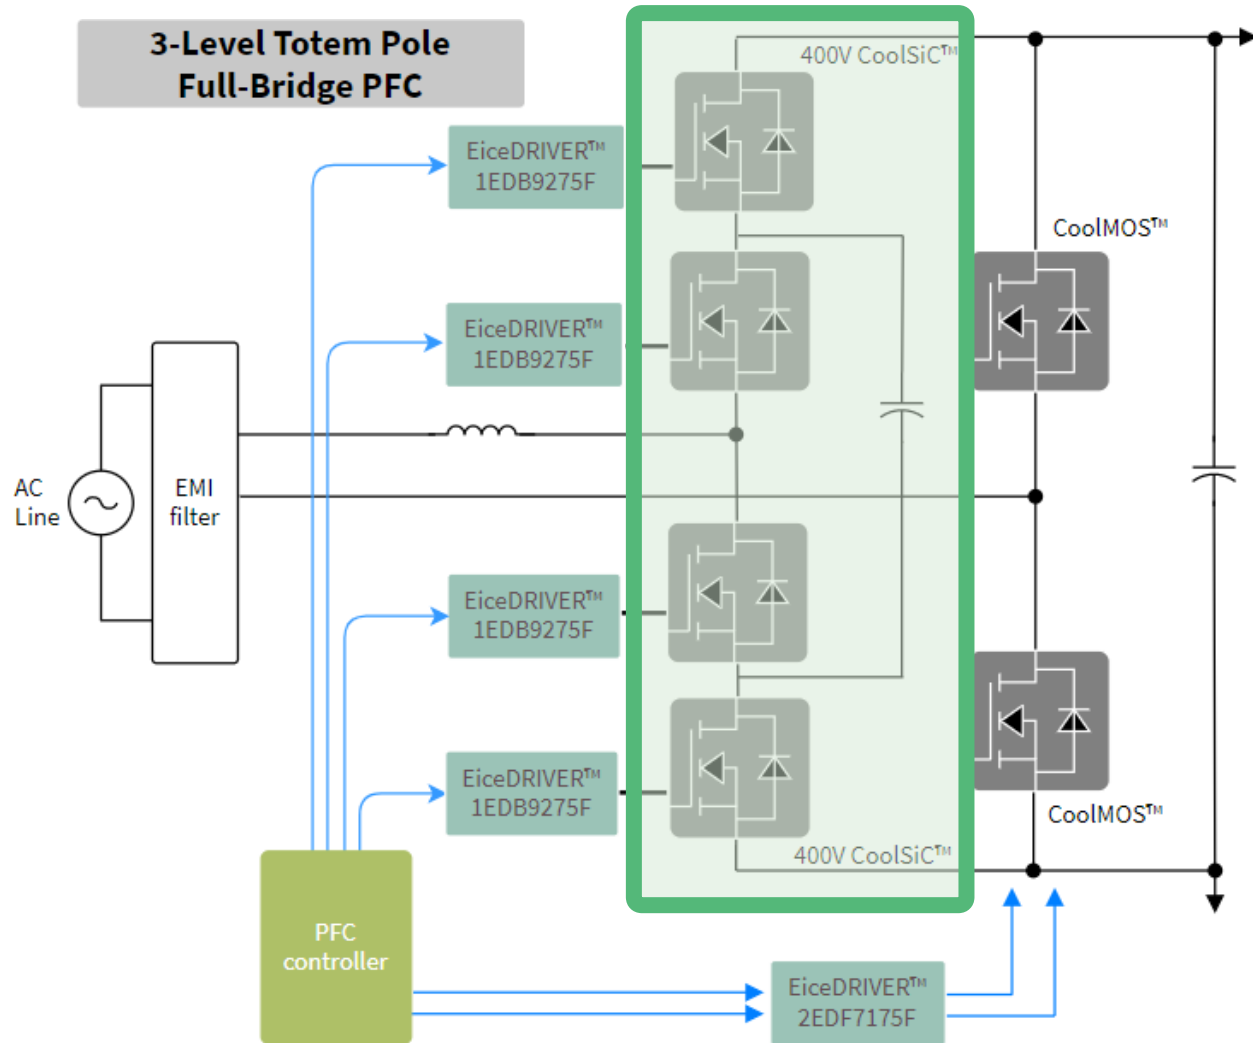 3-Level Totem Pole
Full-Bridge PFC
400V CoolSiC™
EiceDRIVER™
1EDB9275F
CoolMOS™
EiceDRIVER™
1EDB9275F
AC
Line
EMI
filter
EiceDRIVER™
1EDB9275F
EiceDRIVER™
1EDB9275F
CoolMOS™
400V CoolSiC™
PFC
controller
EiceDRIVER™
2EDF7175F